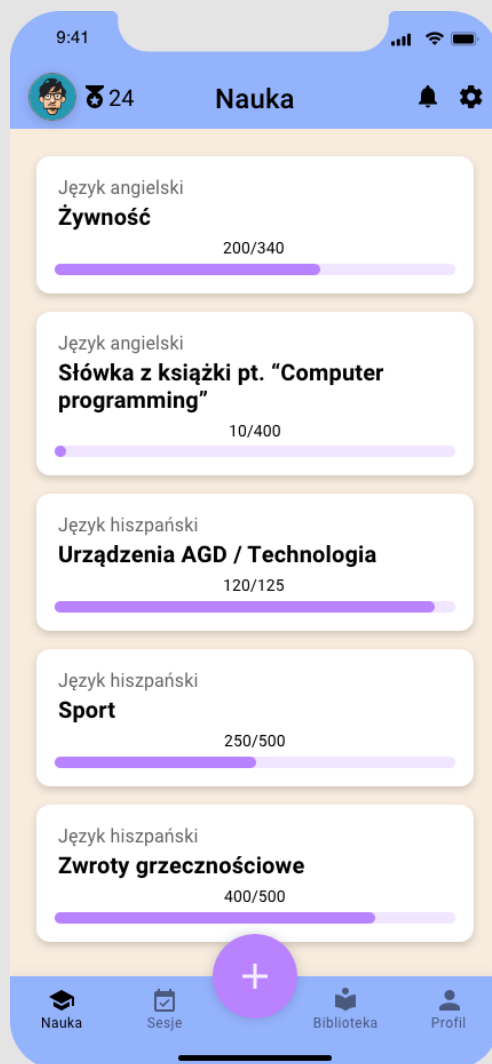 9:41
24
Nauka
Język angielski
Żywność
200/340
Język angielski
Słówka z książki pt. “Computer
programming”
10/400
Język hiszpański
Urządzenia AGD / Technologia
120/125
Język hiszpański
Sport
250/500
Język hiszpański
Zwroty grzecznościowe
400/500
+
Nauka
Sesje
Biblioteka
Profil